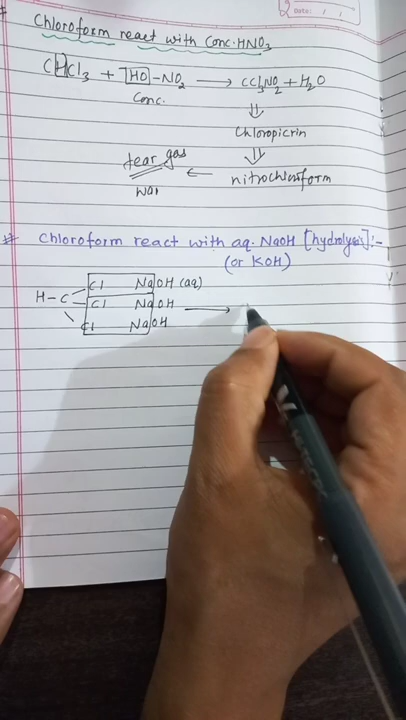 Date: / /
Chloroform react with Conc. HNO3
CHCl3 + HO-NO2 → CCl3NO2 + H2O
Conc.
⇓
Chloropicrin
⇓
tear gas ← nitrochloroform
war
# Chloroform react with aq. NaOH [hydrolysis]:-
(or KOH)
Cl NaOH (aq)
H-C Cl NaOH →
Cl NaOH